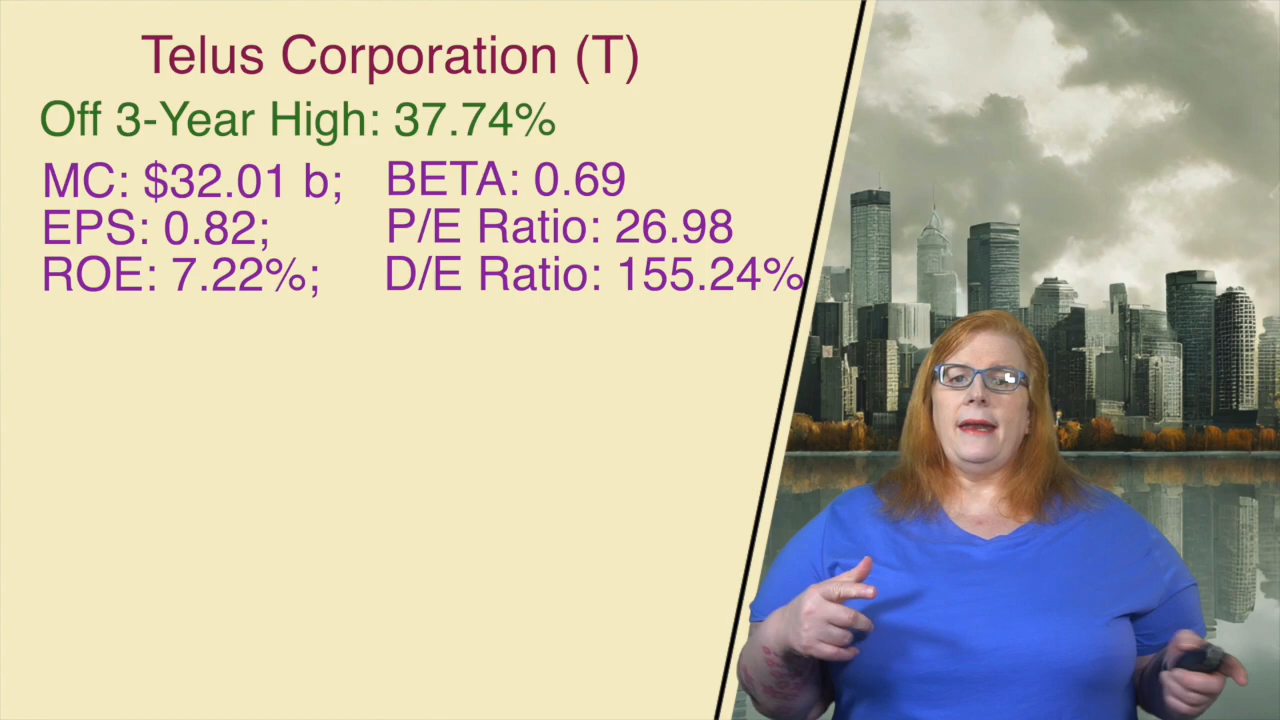 Telus Corporation (T)
Off 3-Year High: 37.74%
MC: $32.01 b; BETA: 0.69
EPS: 0.82; P/E Ratio: 26.98
ROE: 7.22%; D/E Ratio: 155.24%